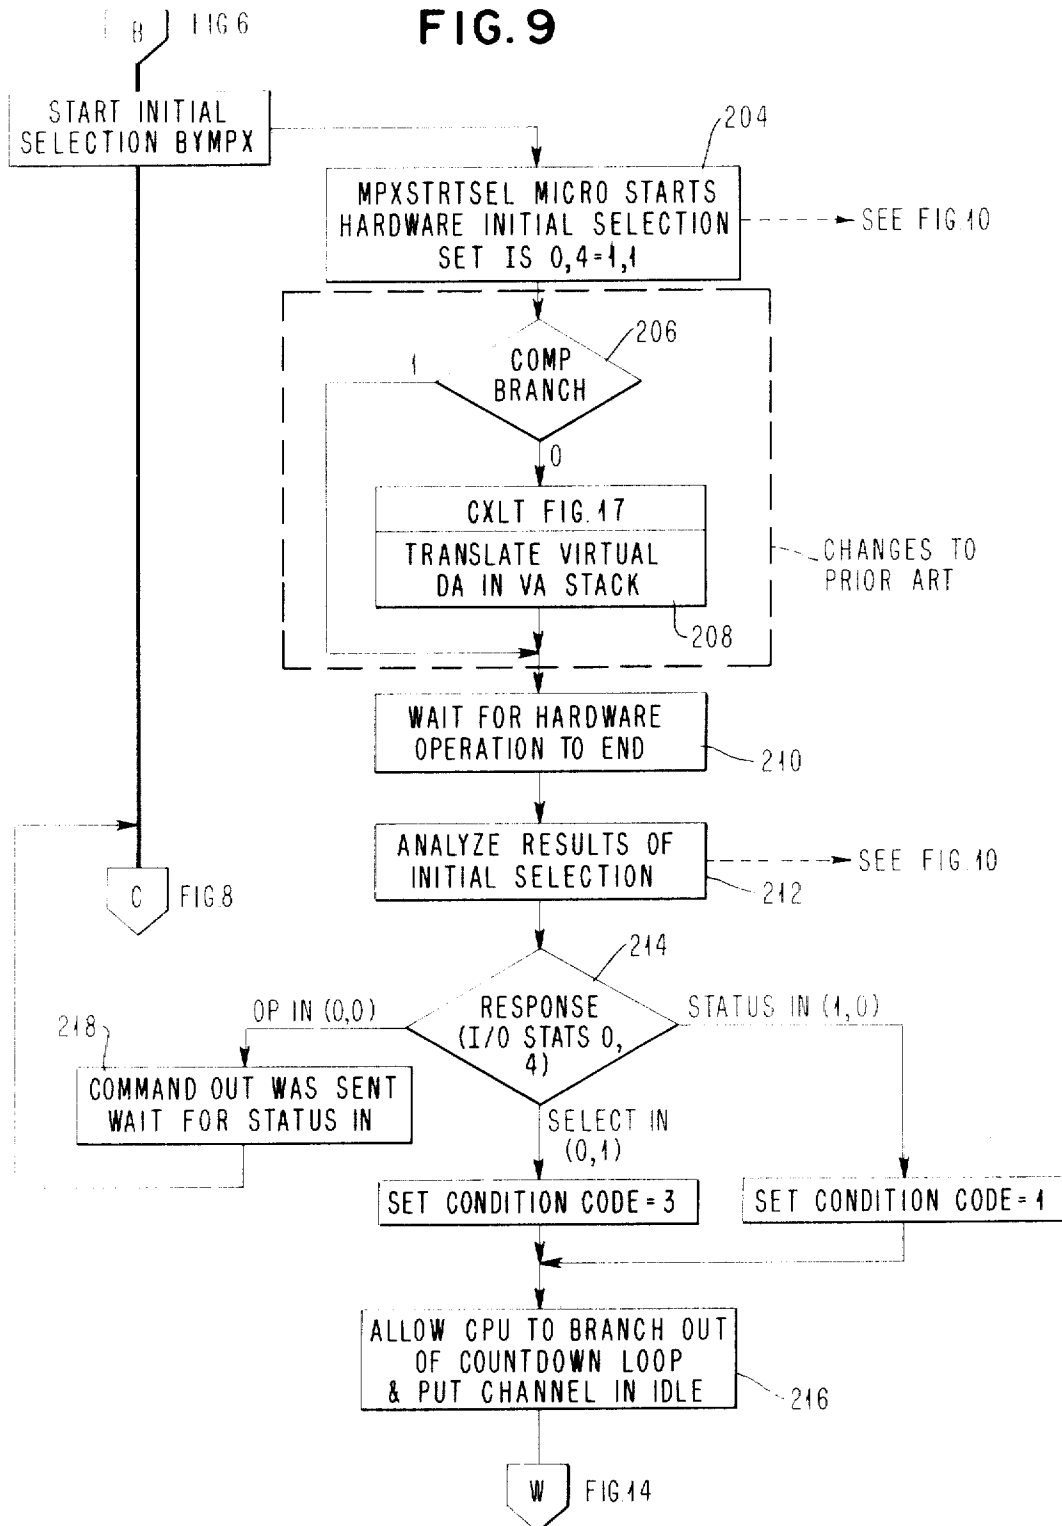 FIG. 9
B FIG. 6
START INITIAL
SELECTION BYMPX
204
MPXSTRTSEL MICRO STARTS
HARDWARE INITIAL SELECTION
SET IS 0,4=1,1
SEE FIG. 10
206
COMP
BRANCH
1
0
CXLT FIG. 17
TRANSLATE VIRTUAL
DA IN VA STACK
208
CHANGES TO
PRIOR ART
WAIT FOR HARDWARE
OPERATION TO END
210
ANALYZE RESULTS OF
INITIAL SELECTION
212
SEE FIG. 10
C FIG. 8
214
RESPONSE
(I/O STATS 0,
4)
OP IN (0,0)
STATUS IN (1,0)
218
COMMAND OUT WAS SENT
WAIT FOR STATUS IN
SELECT IN
(0,1)
SET CONDITION CODE = 3
SET CONDITION CODE = 1
ALLOW CPU TO BRANCH OUT
OF COUNTDOWN LOOP
& PUT CHANNEL IN IDLE
216
W FIG. 14